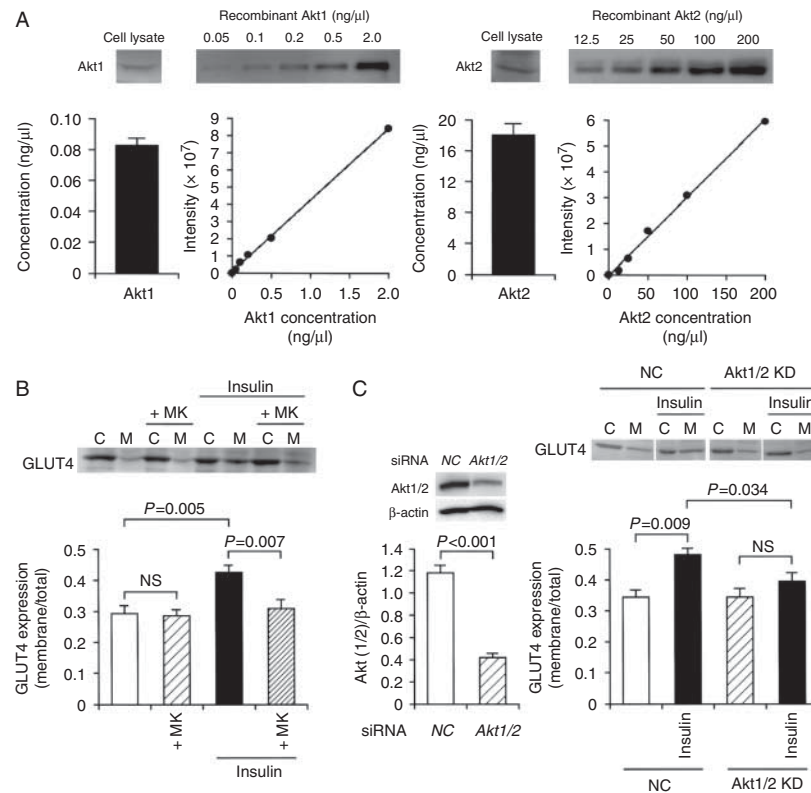 A
Recombinant Akt1 (ng/µl)
Cell lysate 0.05 0.1 0.2 0.5 2.0
Akt1
Recombinant Akt2 (ng/µl)
Cell lysate 12.5 25 50 100 200
Akt2
Concentration (ng/µl)
0.10
0.08
0.06
0.04
0.02
0
Akt1
Intensity (× 10⁷)
9
8
7
6
5
4
3
2
1
0
0.0 0.5 1.0 1.5 2.0
Akt1 concentration
(ng/µl)
Concentration (ng/µl)
20
16
12
8
4
0
Akt2
Intensity (× 10⁷)
6
5
4
3
2
1
0
0 50 100 150 200
Akt2 concentration
(ng/µl)
B
Insulin
+ MK + MK
C M C M C M C M
GLUT4
P=0.005
P=0.007
NS
GLUT4 expression
(membrane/total)
0.5
0.4
0.3
0.2
0.1
0
+ MK
+ MK
Insulin
C
siRNA NC Akt1/2
Akt1/2
β-actin
P<0.001
Akt (1/2)/β-actin
1.4
1.2
1.0
0.8
0.6
0.4
0.2
0
siRNA NC Akt1/2
NC Akt1/2 KD
Insulin Insulin
C M C M C M C M
GLUT4
P=0.034
P=0.009
NS
GLUT4 expression
(membrane/total)
0.5
0.4
0.3
0.2
0.1
0
Insulin
Insulin
NC Akt1/2 KD